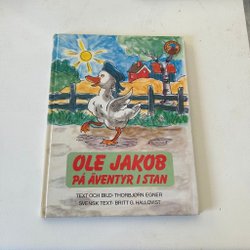 OLE JAKOB
PÅ ÄVENTYR I STAN
TEXT OCH BILD: THORBJØRN EGNER
SVENSK TEXT: BRITT G. HALLQVIST